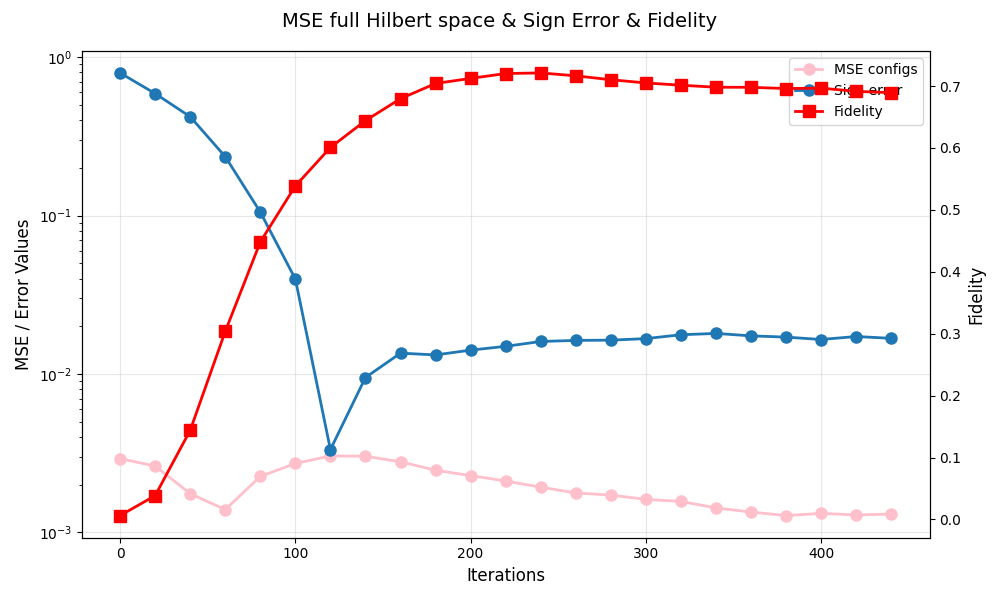 MSE full Hilbert space & Sign Error & Fidelity
MSE / Error Values
10⁰
10⁻¹
10⁻²
10⁻³
MSE configs
Sign error
Fidelity
0.7
0.6
0.5
0.4
0.3
0.2
0.1
0.0
Fidelity
0
100
200
300
400
Iterations